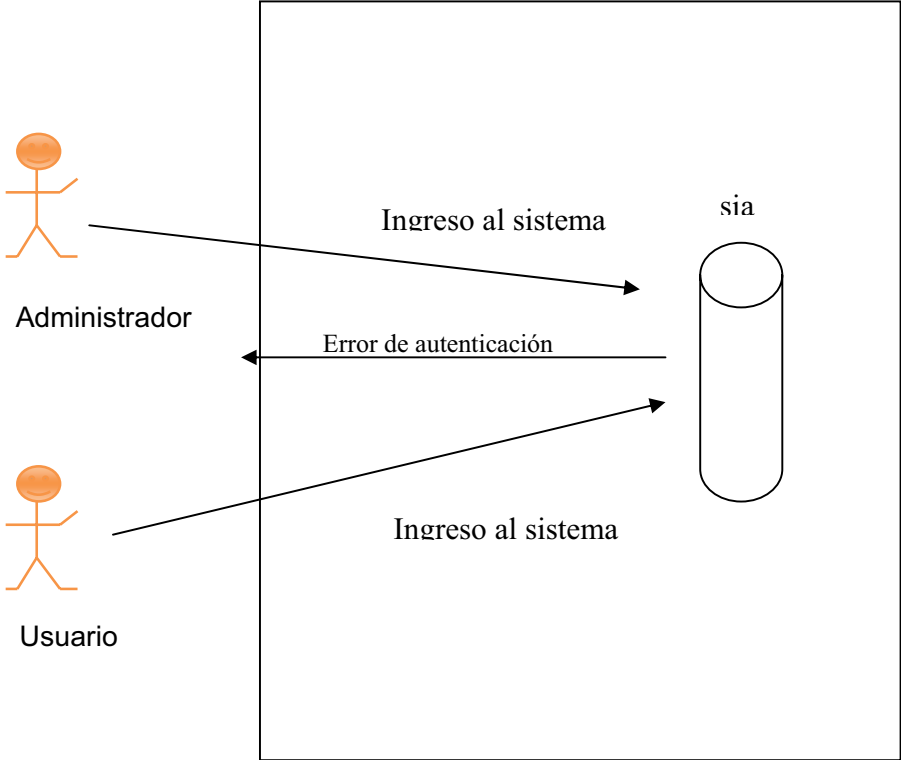 sia
Ingreso al sistema
Administrador
Error de autenticación
Ingreso al sistema
Usuario